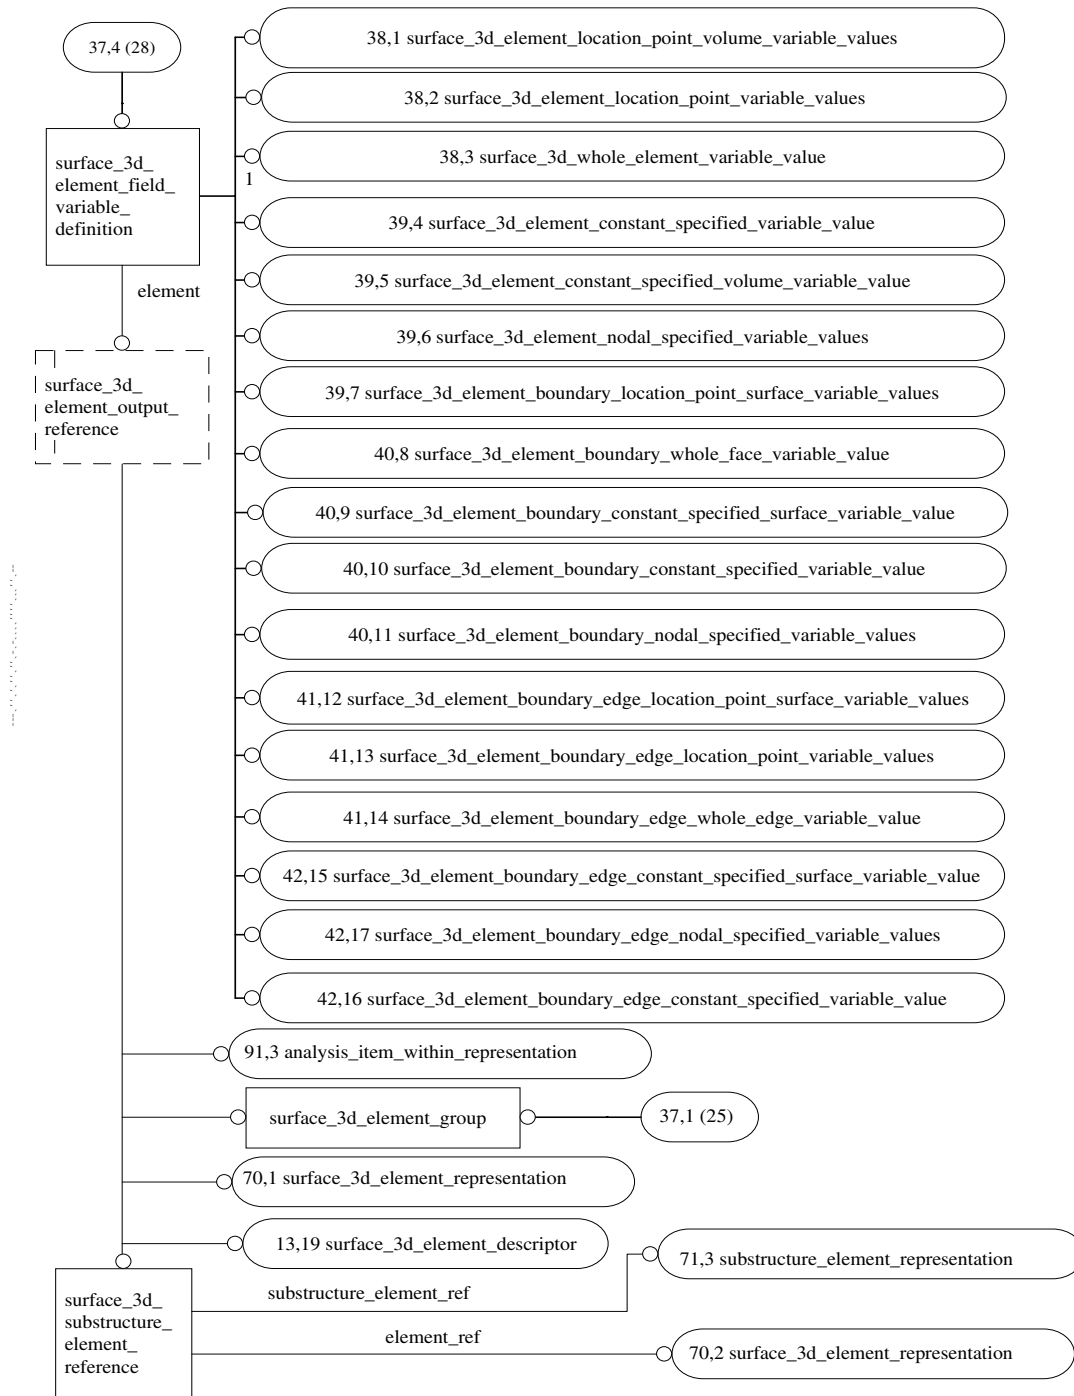 37,4 (28)
38,1 surface_3d_element_location_point_volume_variable_values
38,2 surface_3d_element_location_point_variable_values
surface_3d_
element_field_
variable_
definition
38,3 surface_3d_whole_element_variable_value
1
39,4 surface_3d_element_constant_specified_variable_value
39,5 surface_3d_element_constant_specified_volume_variable_value
element
39,6 surface_3d_element_nodal_specified_variable_values
surface_3d_
element_output_
reference
39,7 surface_3d_element_boundary_location_point_surface_variable_values
40,8 surface_3d_element_boundary_whole_face_variable_value
40,9 surface_3d_element_boundary_constant_specified_surface_variable_value
40,10 surface_3d_element_boundary_constant_specified_variable_value
40,11 surface_3d_element_boundary_nodal_specified_variable_values
41,12 surface_3d_element_boundary_edge_location_point_surface_variable_values
41,13 surface_3d_element_boundary_edge_location_point_variable_values
41,14 surface_3d_element_boundary_edge_whole_edge_variable_value
42,15 surface_3d_element_boundary_edge_constant_specified_surface_variable_value
42,17 surface_3d_element_boundary_edge_nodal_specified_variable_values
42,16 surface_3d_element_boundary_edge_constant_specified_variable_value
91,3 analysis_item_within_representation
surface_3d_element_group
37,1 (25)
70,1 surface_3d_element_representation
13,19 surface_3d_element_descriptor
71,3 substructure_element_representation
substructure_element_ref
surface_3d_
substructure_
element_
reference
element_ref
70,2 surface_3d_element_representation